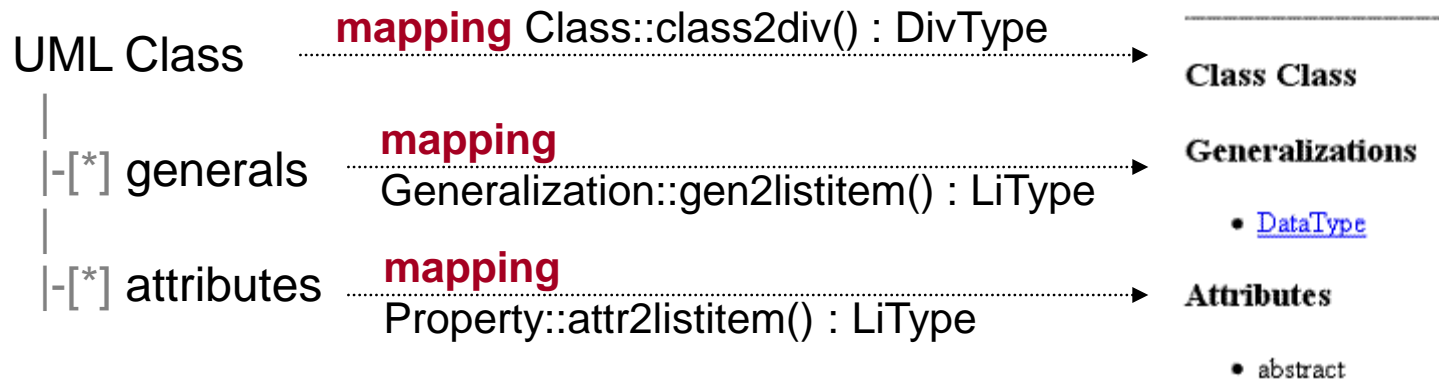 UML Class
mapping Class::class2div() : DivType
|
|-[*] generals
mapping
Generalization::gen2listitem() : LiType
|
|-[*] attributes
mapping
Property::attr2listitem() : LiType
Class Class
Generalizations
• DataType
Attributes
• abstract